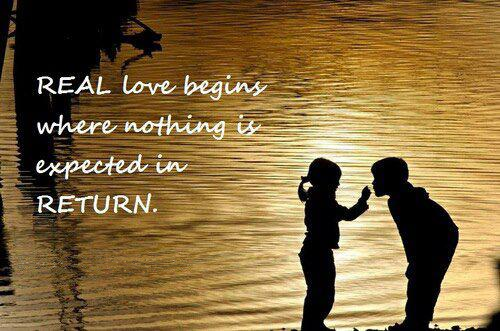 REAL love begins
where nothing is
expected in
RETURN.